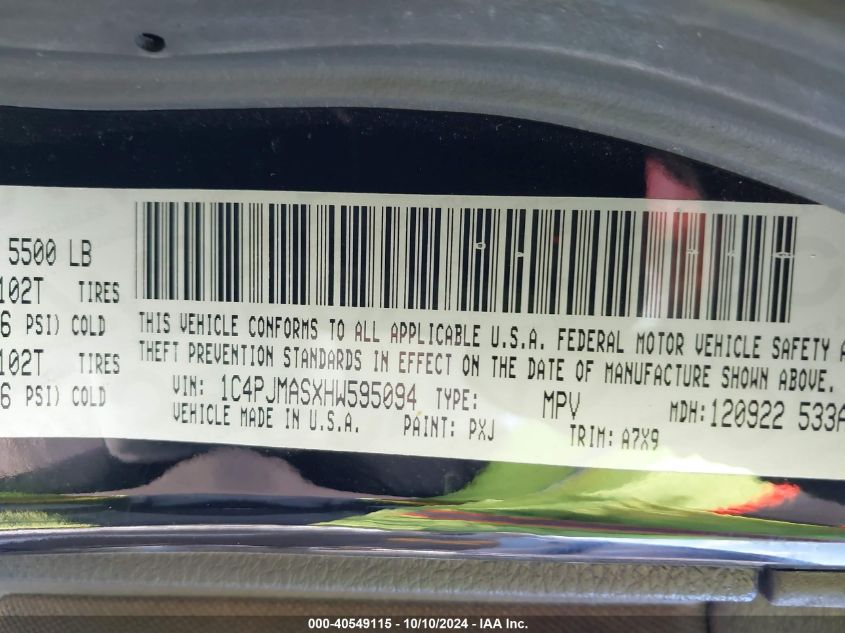 5500 LB
102T TIRES
6 PSI) COLD
102T TIRES
6 PSI) COLD
THIS VEHICLE CONFORMS TO ALL APPLICABLE U.S.A. FEDERAL MOTOR VEHICLE SAFETY A
THEFT PREVENTION STANDARDS IN EFFECT ON THE DATE OF MANUFACTURE SHOWN ABOVE.
VIN: 1C4PJMASXHW595094 TYPE: MPV MDH: 120922 533A
VEHICLE MADE IN U.S.A. PAINT: PXJ TRIM: A7X9
000-40549115 - 10/10/2024 - IAA Inc.